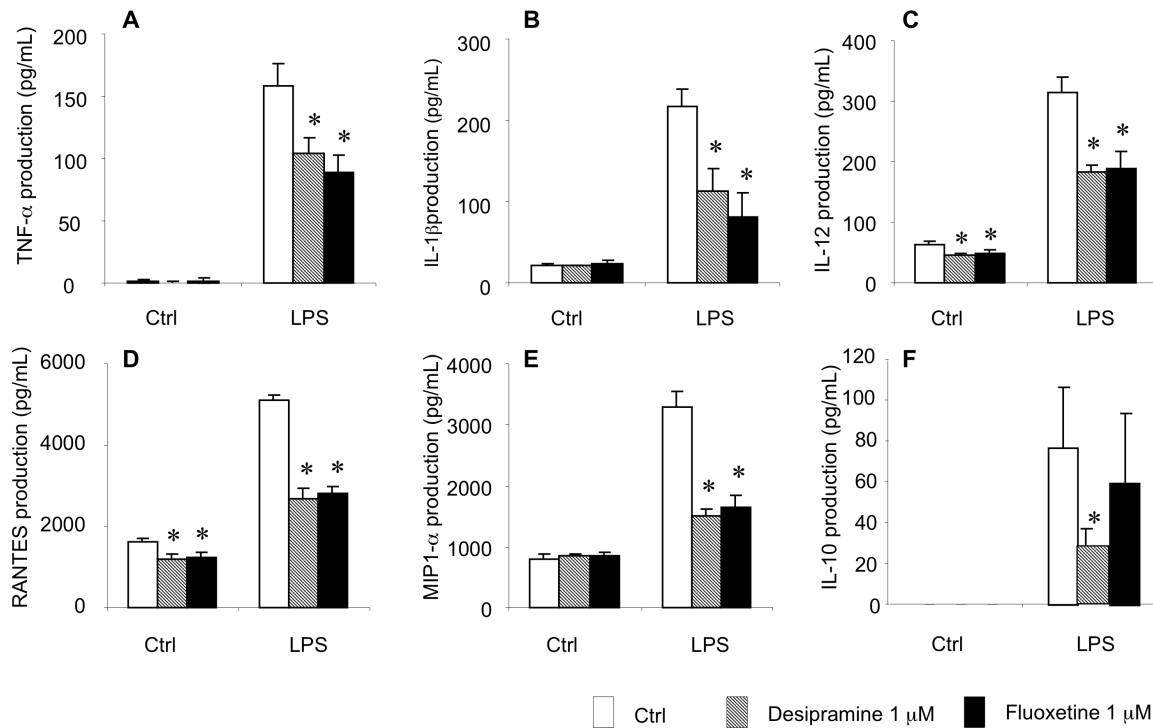 A
TNF-α production (pg/mL)
200
150
100
50
0
* *
Ctrl LPS
B
IL-1βproduction (pg/mL)
300
200
100
0
* *
Ctrl LPS
C
IL-12 production (pg/mL)
400
300
200
100
0
* * * *
Ctrl LPS
D
RANTES production (pg/mL)
6000
4000
2000
0
* * * *
Ctrl LPS
E
MIP1-α production (pg/mL)
4000
3000
2000
1000
0
* *
Ctrl LPS
F
IL-10 production (pg/mL)
120
100
80
60
40
20
0
*
Ctrl LPS
Ctrl Desipramine 1 μM Fluoxetine 1 μM